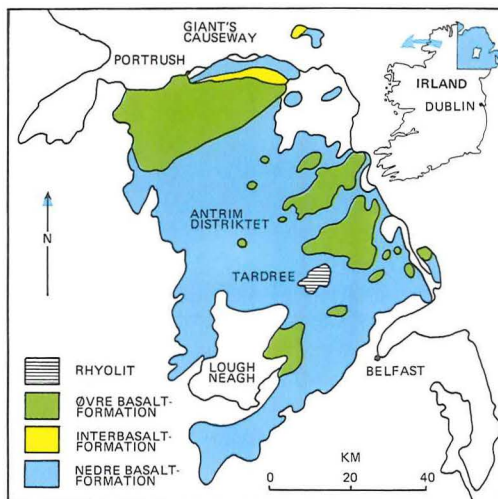 GIANT'S
CAUSEWAY
PORTRUSH
IRLAND
DUBLIN
N
ANTRIM
DISTRIKTET
TARDREE
LOUGH
NEAGH
BELFAST
RHYOLIT
ØVRE BASALT-
FORMATION
INTERBASALT-
FORMATION
NEDRE BASALT-
FORMATION
KM
0 20 40